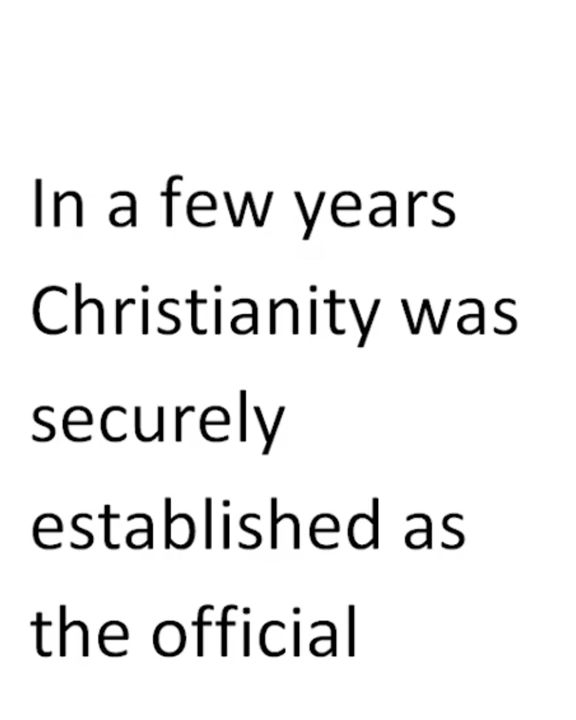 In a few years
Christianity was
securely
established as
the official